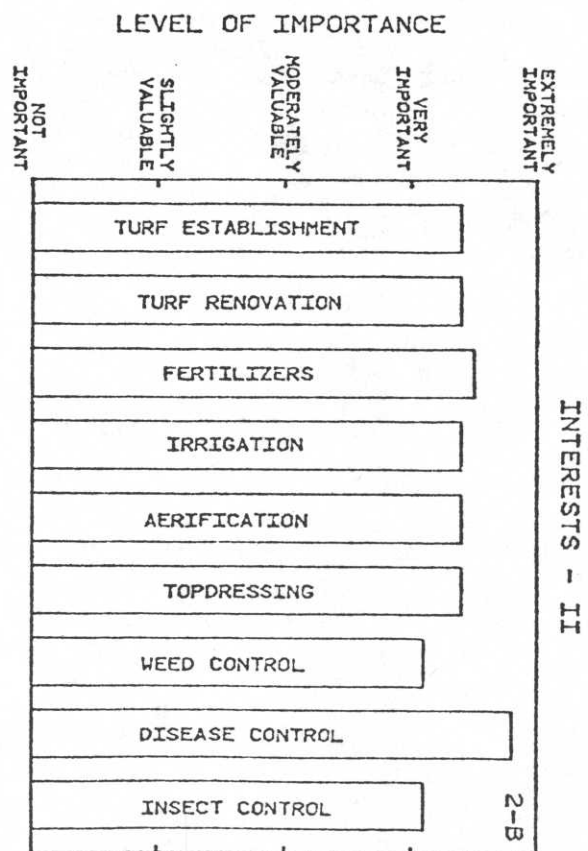 LEVEL OF IMPORTANCE
NOT
IMPORTANT
SLIGHTLY
VALUABLE
MODERATELY
VALUABLE
VERY
IMPORTANT
EXTREMELY
IMPORTANT
TURF ESTABLISHMENT
TURF RENOVATION
FERTILIZERS
IRRIGATION
AERIFICATION
TOPDRESSING
WEED CONTROL
DISEASE CONTROL
INSECT CONTROL
INTERESTS - II
2-B